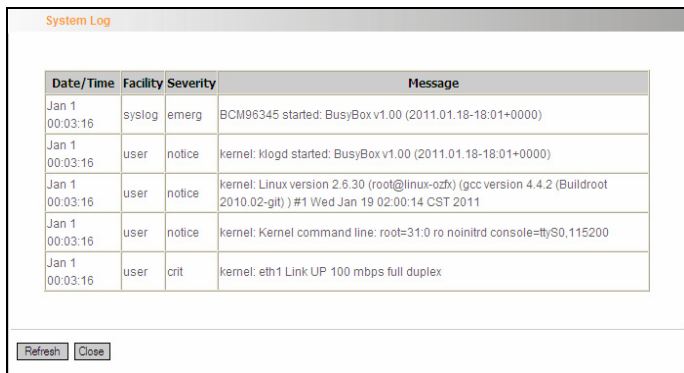 System Log
Date/Time Facility Severity Message
Jan 1
00:03:16 syslog emerg BCM96345 started: BusyBox v1.00 (2011.01.18-18:01+0000)
Jan 1
00:03:16 user notice kernel: klogd started: BusyBox v1.00 (2011.01.18-18:01+0000)
Jan 1
00:03:16 user notice kernel: Linux version 2.6.30 (root@linux-ozfx) (gcc version 4.4.2 (Buildroot
2010.02-git) ) #1 Wed Jan 19 02:00:14 CST 2011
Jan 1
00:03:16 user notice kernel: Kernel command line: root=31:0 ro noinitrd console=ttyS0,115200
Jan 1
00:03:16 user crit kernel: eth1 Link UP 100 mbps full duplex
Refresh Close